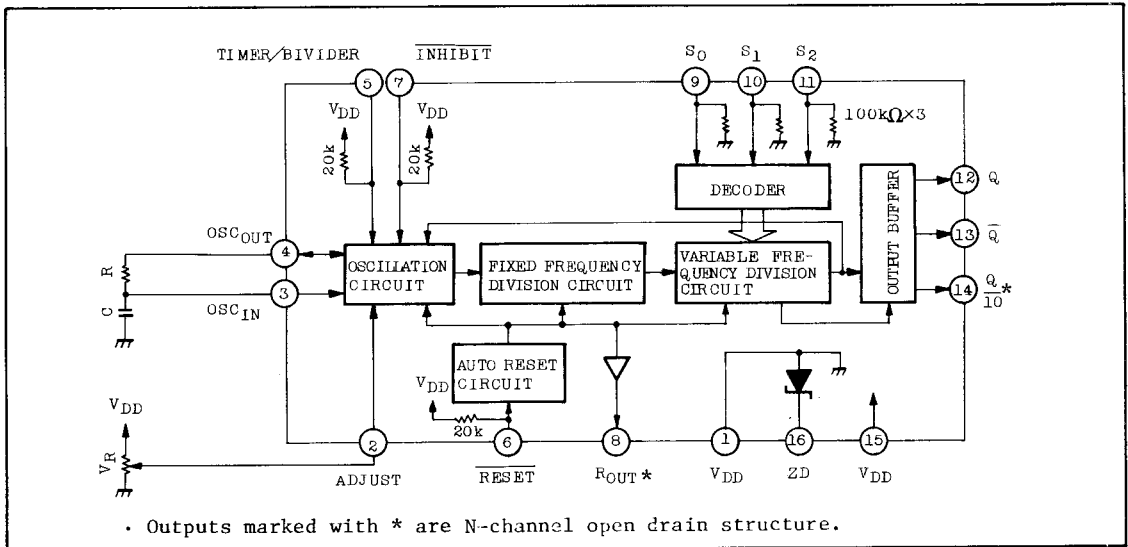 TIMER/BIVIDER
INHIBIT
S0
S1
S2
5
7
9
10
11
VDD
VDD
20k
20k
100kΩ×3
DECODER
OUTPUT BUFFER
12
Q
13
Q̅
14
Q/10*
OSCOUT
4
R
3
C
OSCIN
OSCILLATION
CIRCUIT
FIXED FREQUENCY
DIVISION CIRCUIT
VARIABLE FRE-
QUENCY DIVISION
CIRCUIT
AUTO RESET
CIRCUIT
VDD
20k
VDD
VR
2
6
8
1
16
15
ADJUST
RESET
ROUT*
VDD
ZD
VDD
· Outputs marked with * are N-channel open drain structure.